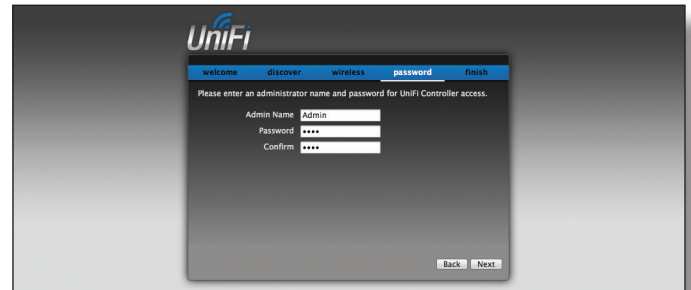 UniFi
welcome discover wireless password finish
Please enter an administrator name and password for UniFi Controller access.
Admin Name Admin
Password ••••
Confirm ••••
Back Next